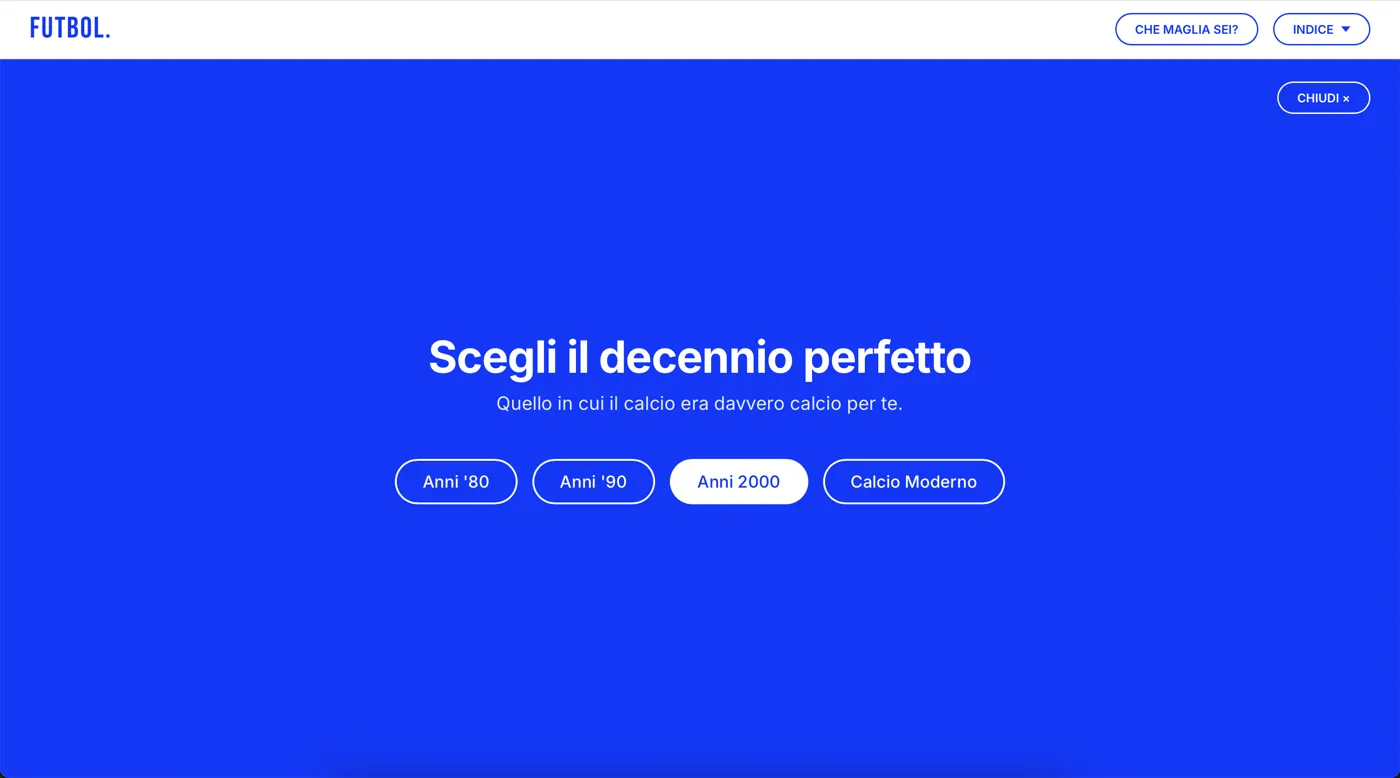 FUTBOL.
CHE MAGLIA SEI?
INDICE ▼
CHIUDI ×
Scegli il decennio perfetto
Quello in cui il calcio era davvero calcio per te.
Anni '80
Anni '90
Anni 2000
Calcio Moderno